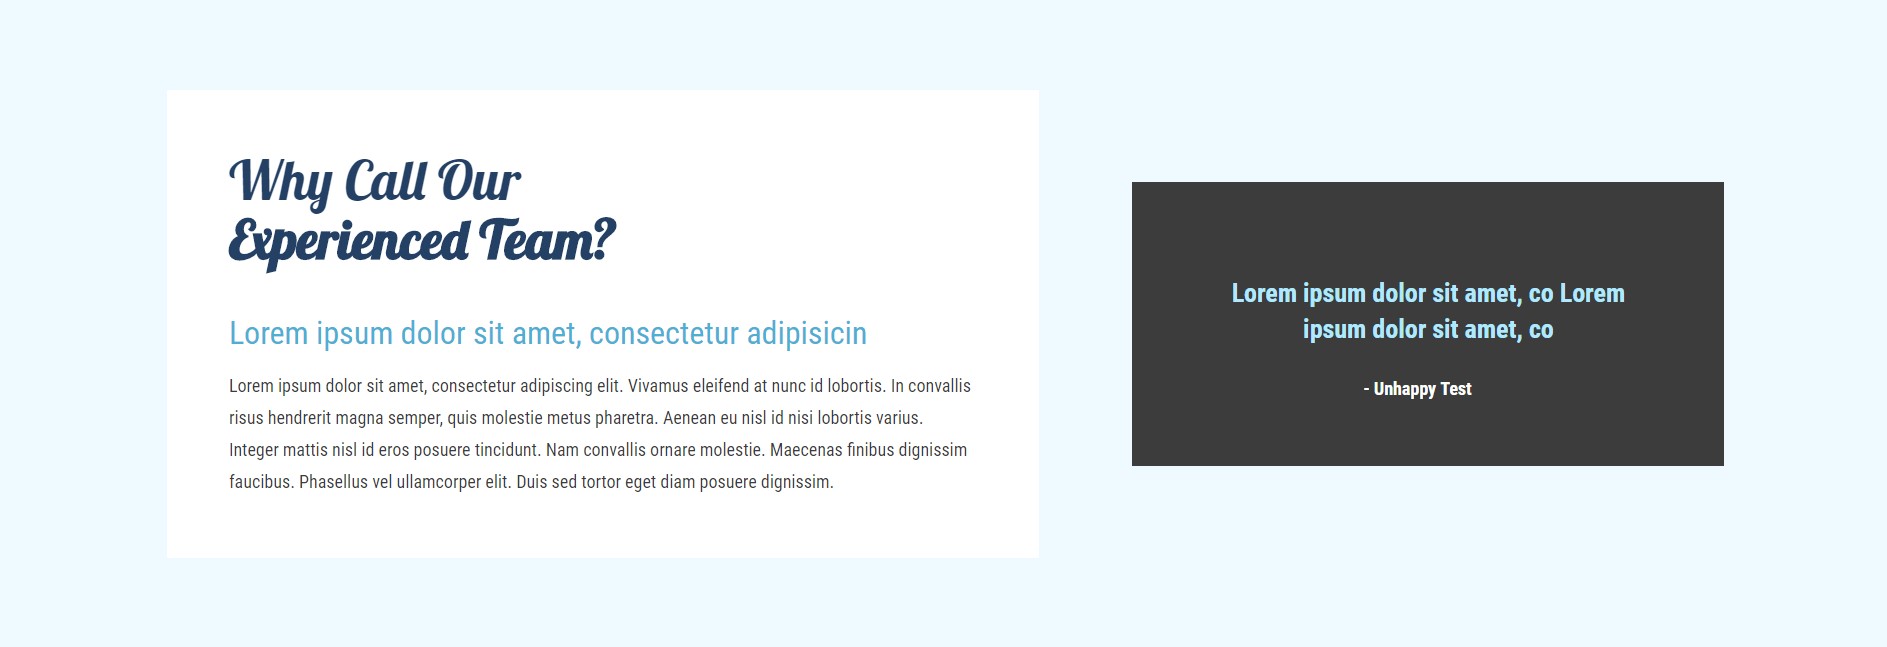 Why Call Our
Experienced Team?
Lorem ipsum dolor sit amet, consectetur adipisicin
Lorem ipsum dolor sit amet, consectetur adipiscing elit. Vivamus eleifend at nunc id lobortis. In convallis
risus hendrerit magna semper, quis molestie metus pharetra. Aenean eu nisl id nisi lobortis varius.
Integer mattis nisl id eros posuere tincidunt. Nam convallis ornare molestie. Maecenas finibus dignissim
faucibus. Phasellus vel ullamcorper elit. Duis sed tortor eget diam posuere dignissim.
Lorem ipsum dolor sit amet, co Lorem
ipsum dolor sit amet, co
- Unhappy Test